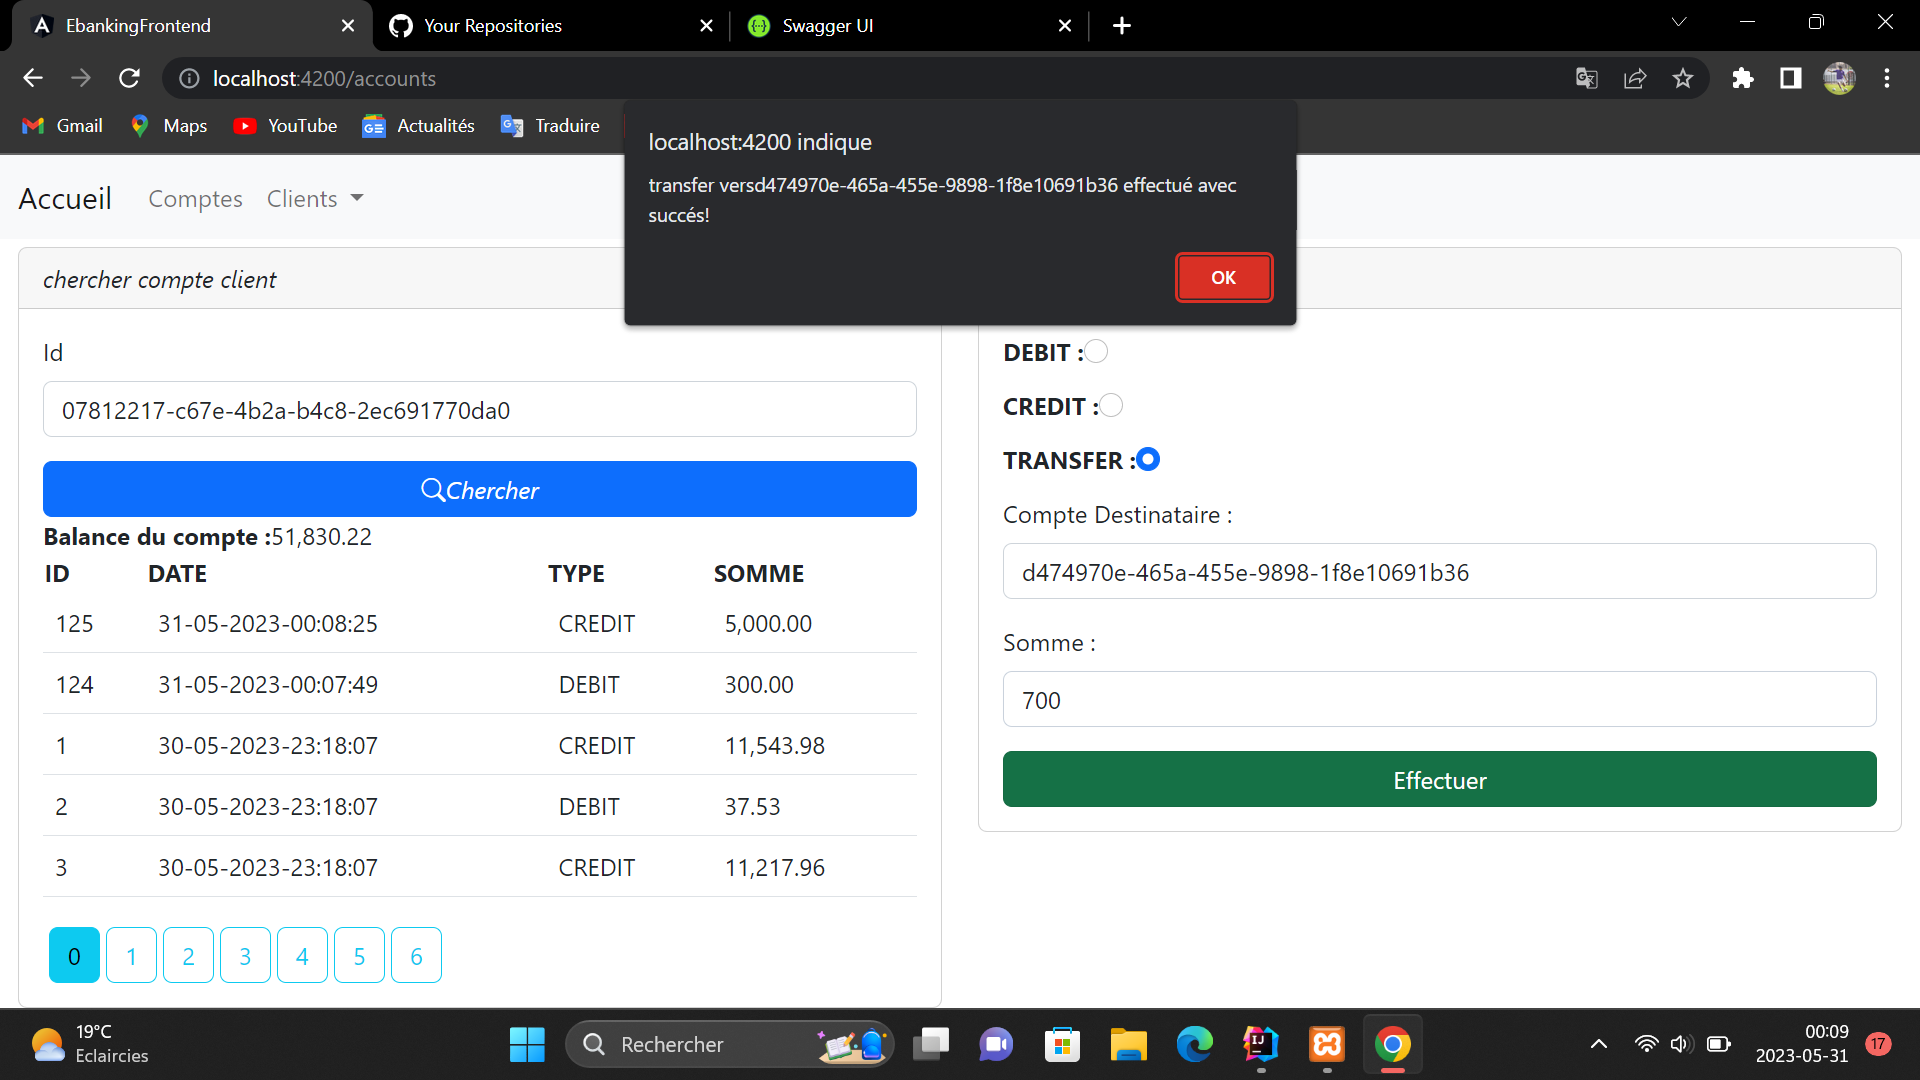 EbankingFrontend
Your Repositories
Swagger UI
localhost:4200/accounts
Gmail
Maps
YouTube
Actualités
Traduire
localhost:4200 indique
transfer versd474970e-465a-455e-9898-1f8e10691b36 effectué avec
succés!
OK
Accueil
Comptes
Clients
chercher compte client
Id
07812217-c67e-4b2a-b4c8-2ec691770da0
Chercher
Balance du compte :51,830.22
ID DATE TYPE SOMME
125 31-05-2023-00:08:25 CREDIT 5,000.00
124 31-05-2023-00:07:49 DEBIT 300.00
1 30-05-2023-23:18:07 CREDIT 11,543.98
2 30-05-2023-23:18:07 DEBIT 37.53
3 30-05-2023-23:18:07 CREDIT 11,217.96
0 1 2 3 4 5 6
DEBIT :
CREDIT :
TRANSFER :
Compte Destinataire :
d474970e-465a-455e-9898-1f8e10691b36
Somme :
700
Effectuer
19°C
Eclaircies
Rechercher
00:09
2023-05-31
17